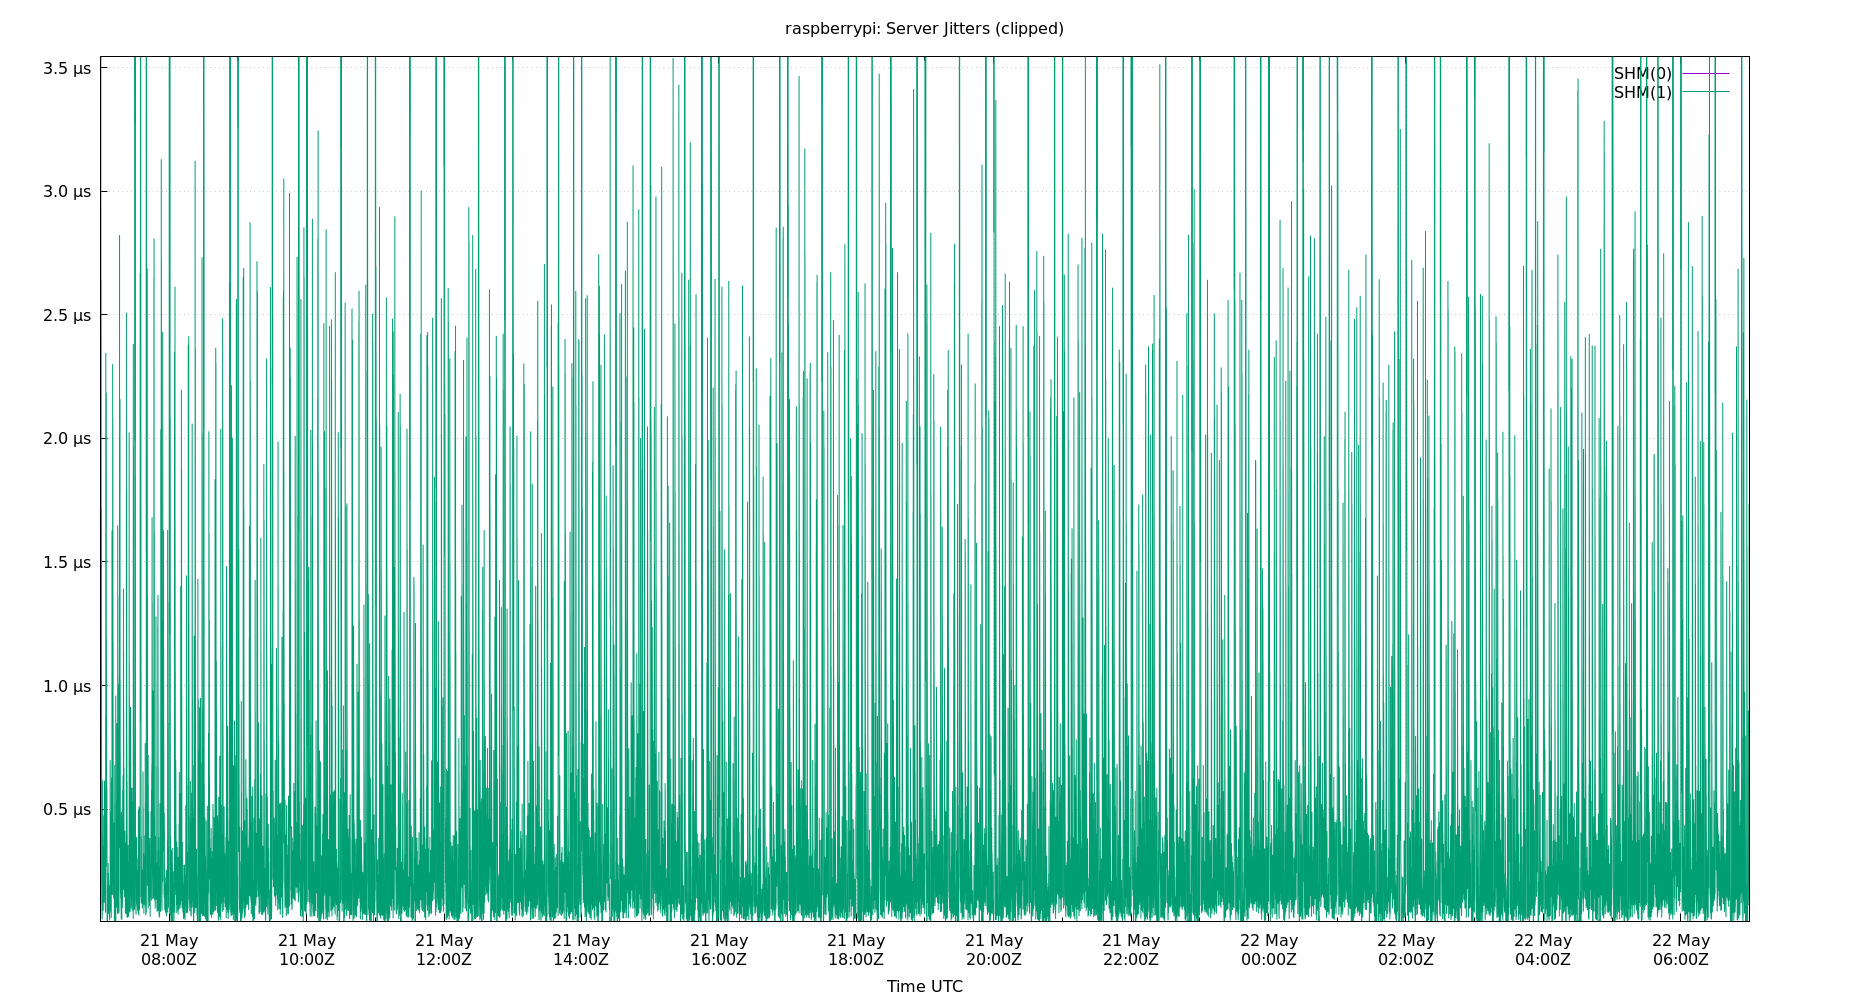 raspberrypi: Server Jitters (clipped)
3.5 µs
3.0 µs
2.5 µs
2.0 µs
1.5 µs
1.0 µs
0.5 µs
SHM(0)
SHM(1)
21 May 21 May 21 May 21 May 21 May 21 May 21 May 21 May 22 May 22 May 22 May 22 May
08:00Z 10:00Z 12:00Z 14:00Z 16:00Z 18:00Z 20:00Z 22:00Z 00:00Z 02:00Z 04:00Z 06:00Z
Time UTC